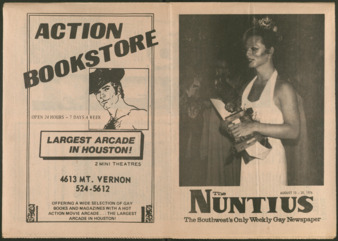 ACTION
BOOKSTORE
OPEN 24 HOURS - 7 DAYS A WEEK
LARGEST ARCADE
IN HOUSTON!
2 MINI THEATRES
4613 MT. VERNON
524-5612
OFFERING A WIDE SELECTION OF GAY
BOOKS AND MAGAZINES WITH A HOT
ACTION MOVIE ARCADE . . . THE LARGEST
ARCADE IN HOUSTON!
The
NUNTIUS
AUGUST
The Southwest's Only Weekly Gay Newspaper